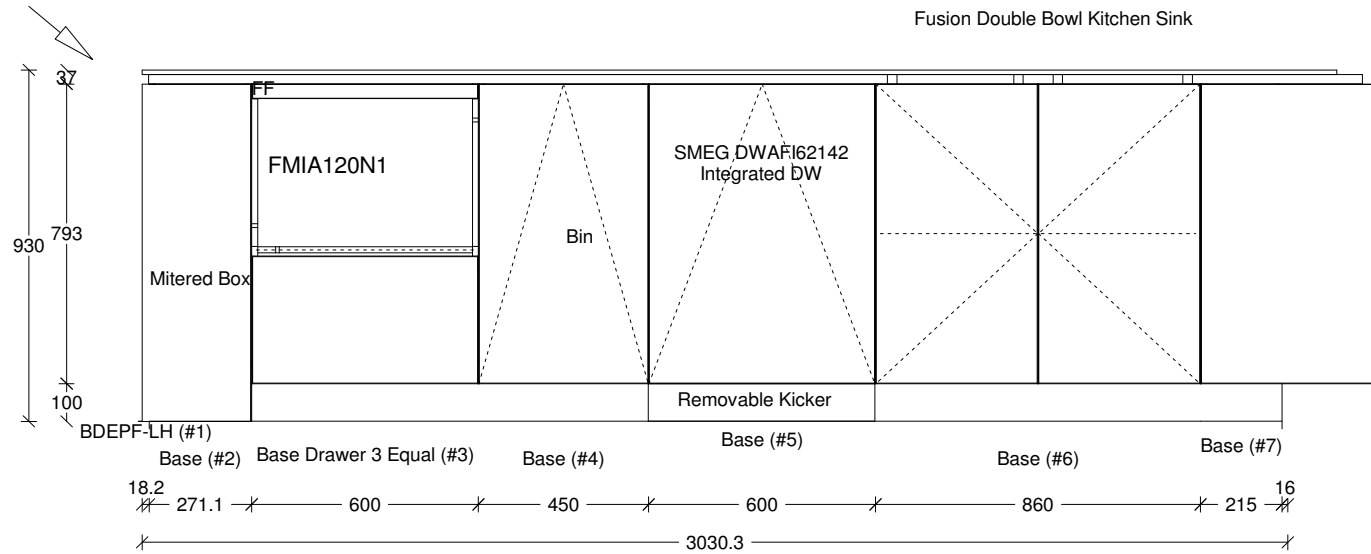 Fusion Double Bowl Kitchen Sink
37
FF
FMIA120N1
SMEG DWAFI62142
Integrated DW
Bin
930
793
Mitered Box
100
Removable Kicker
BDEPF-LH (#1)
Base (#2)
Base Drawer 3 Equal (#3)
Base (#4)
Base (#5)
Base (#6)
Base (#7)
18.2
271.1
600
450
600
860
215
16
3030.3